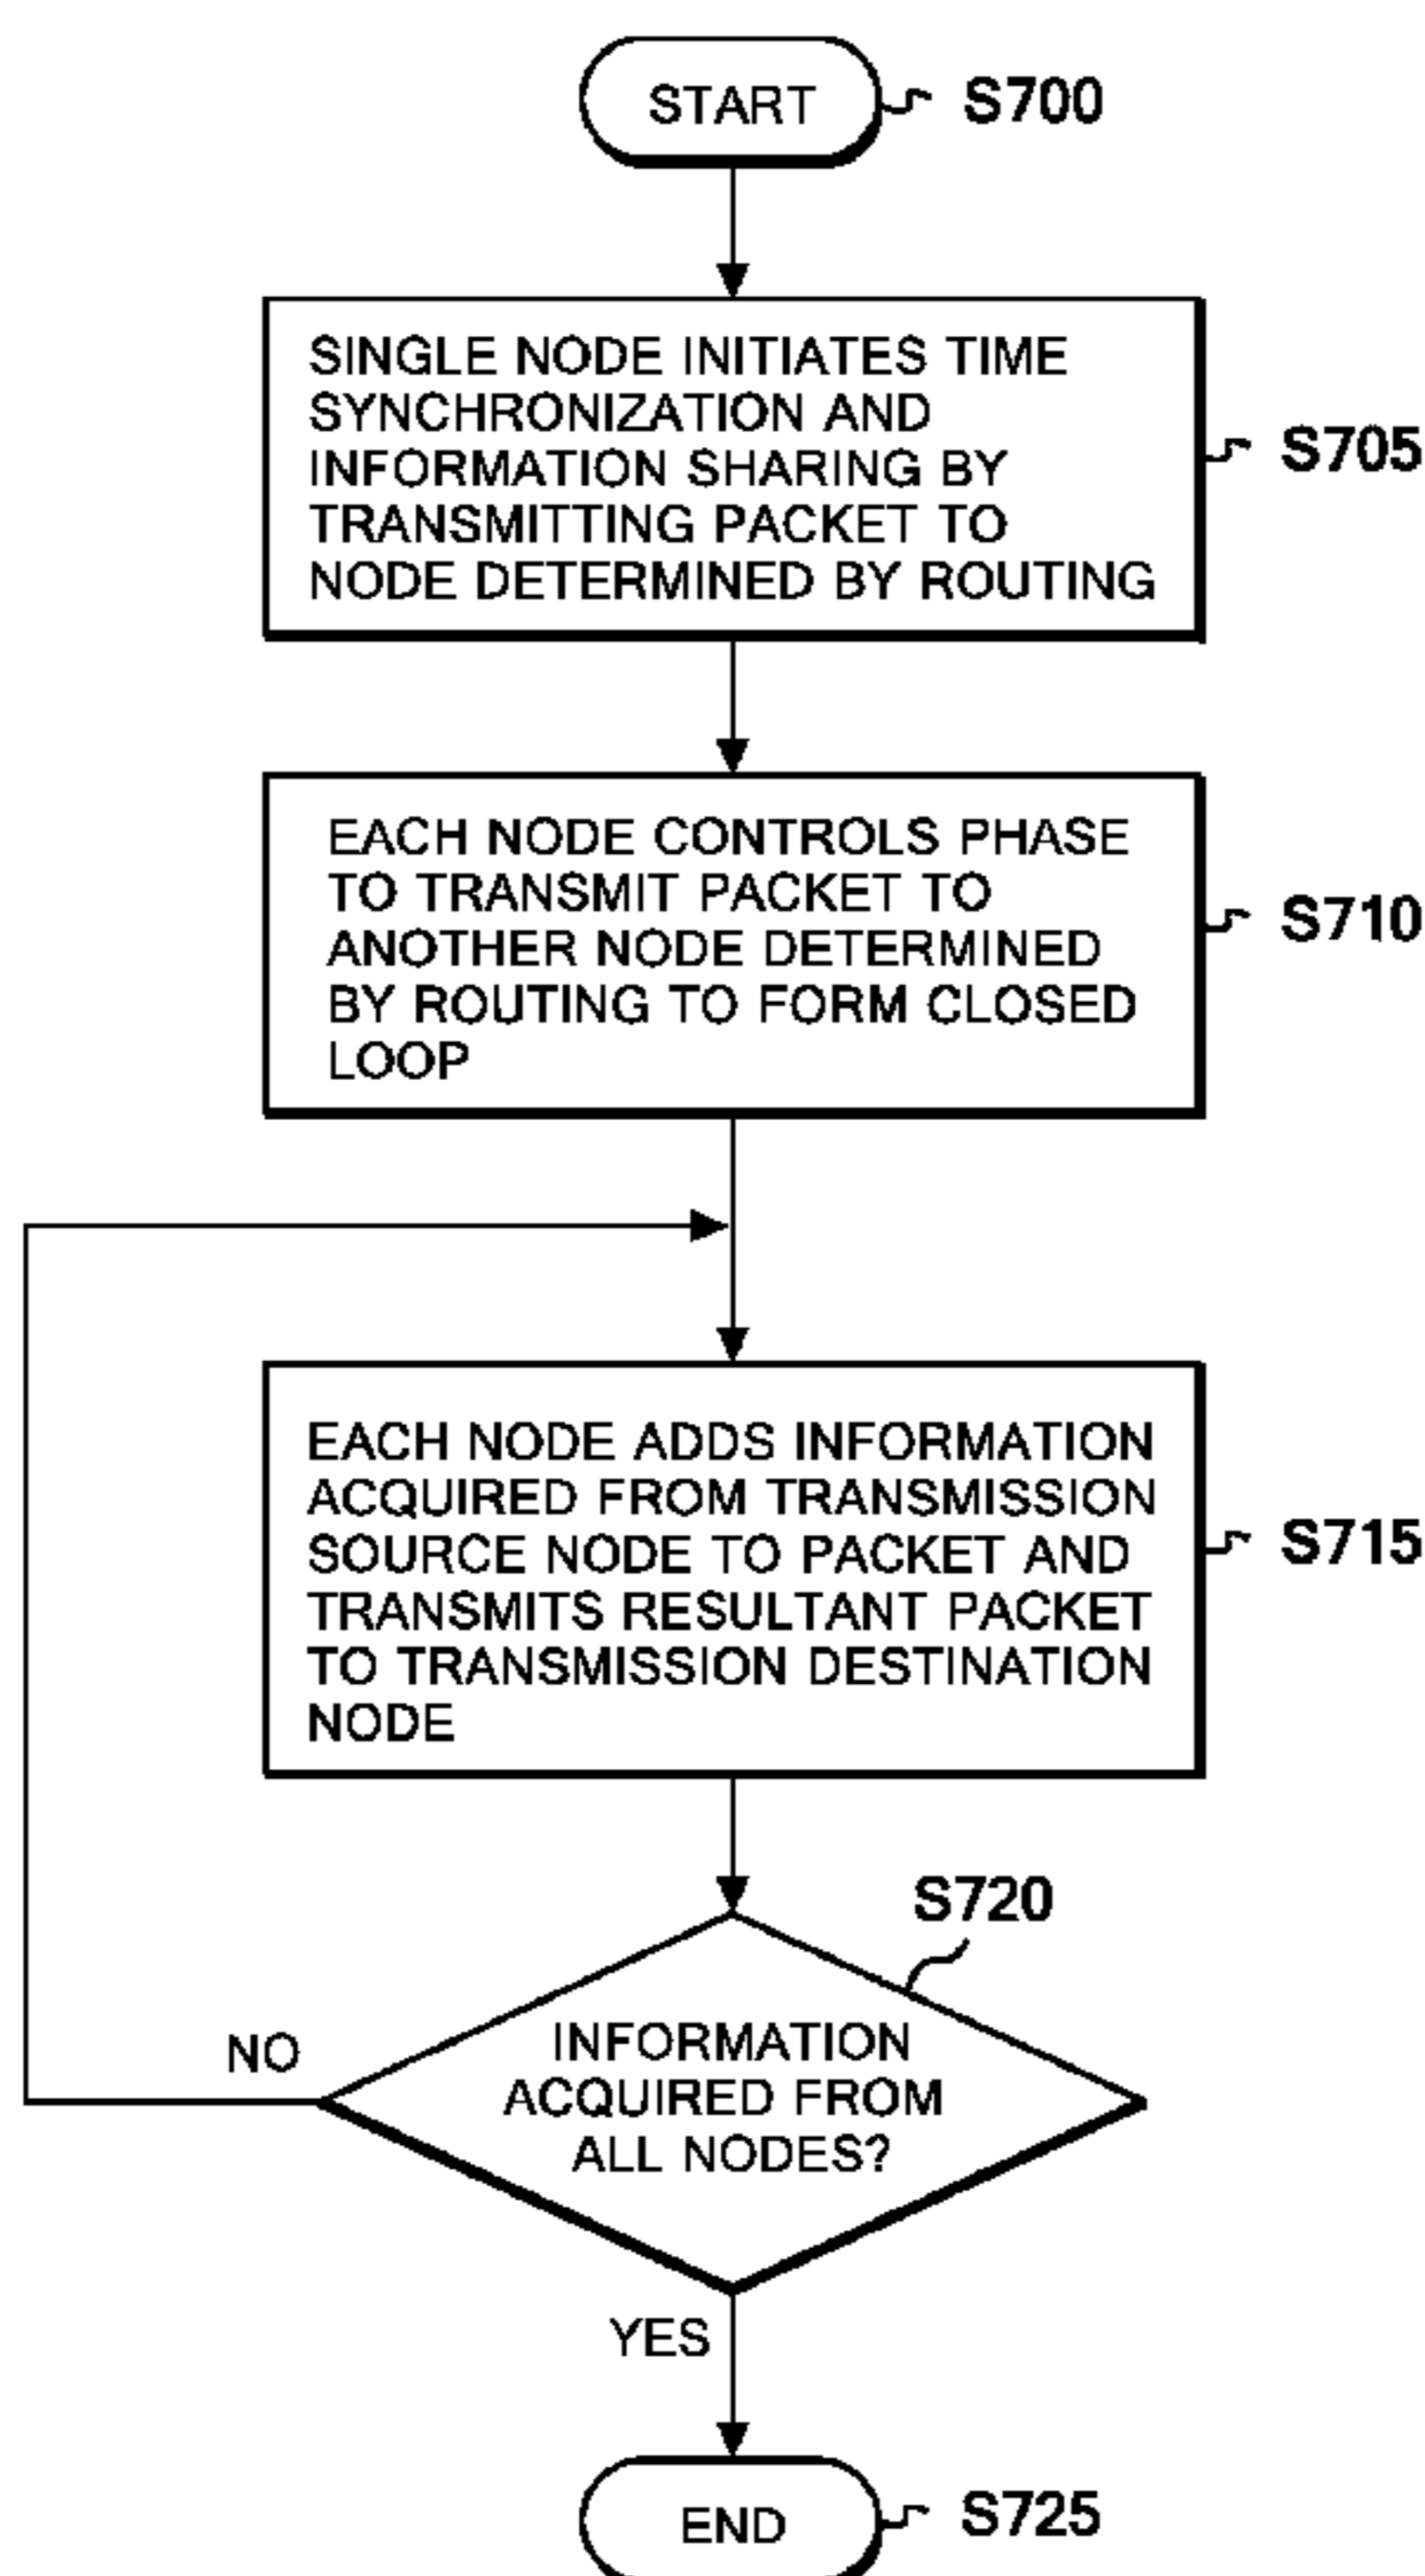 START
S700
SINGLE NODE INITIATES TIME
SYNCHRONIZATION AND
INFORMATION SHARING BY
TRANSMITTING PACKET TO
NODE DETERMINED BY ROUTING
S705
EACH NODE CONTROLS PHASE
TO TRANSMIT PACKET TO
ANOTHER NODE DETERMINED
BY ROUTING TO FORM CLOSED
LOOP
S710
EACH NODE ADDS INFORMATION
ACQUIRED FROM TRANSMISSION
SOURCE NODE TO PACKET AND
TRANSMITS RESULTANT PACKET
TO TRANSMISSION DESTINATION
NODE
S715
S720
INFORMATION
ACQUIRED FROM
ALL NODES?
NO
YES
END
S725